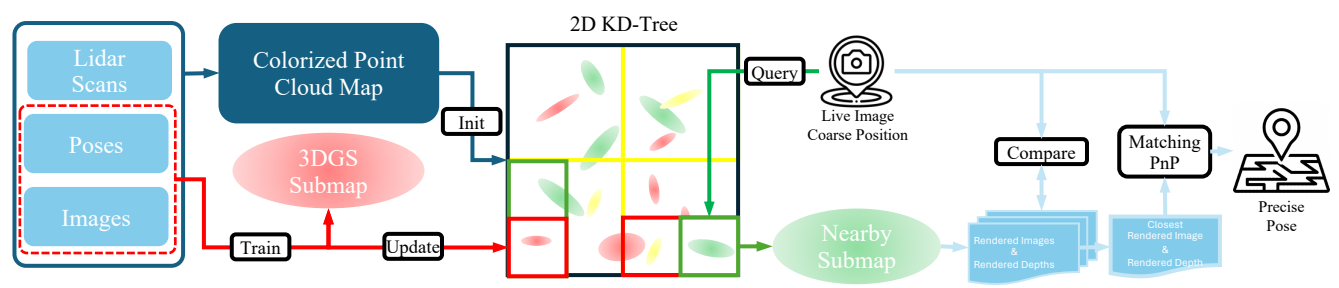 Lidar
Scans
Poses
Images
Colorized Point
Cloud Map
3DGS
Submap
Train
Update
Init
2D KD-Tree
Query
Live Image
Coarse Position
Nearby
Submap
Compare
Rendered Images
&
Rendered Depths
Matching
PnP
Closest
Rendered Image
&
Rendered Depth
Precise
Pose